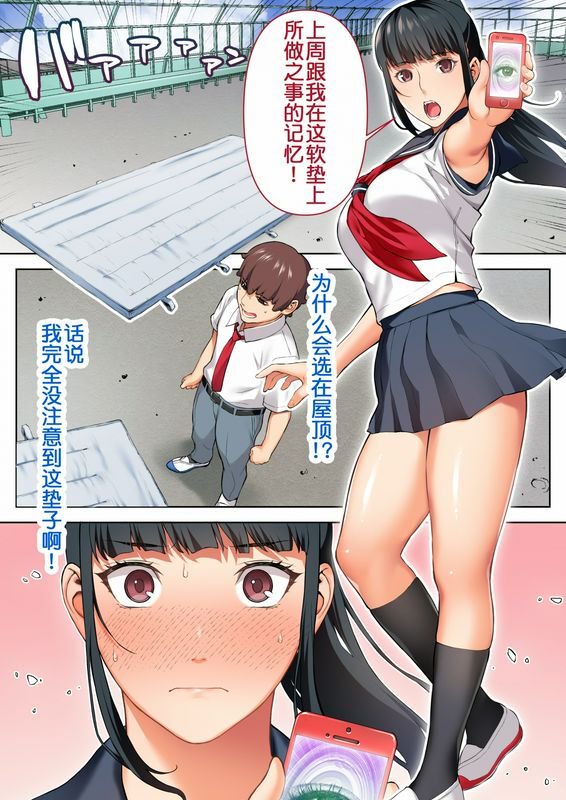 バァァァァン
上周跟我在这软垫上
所做之事的记忆！
为什么会选在屋顶!?
话说
我完全没注意到这垫子啊！